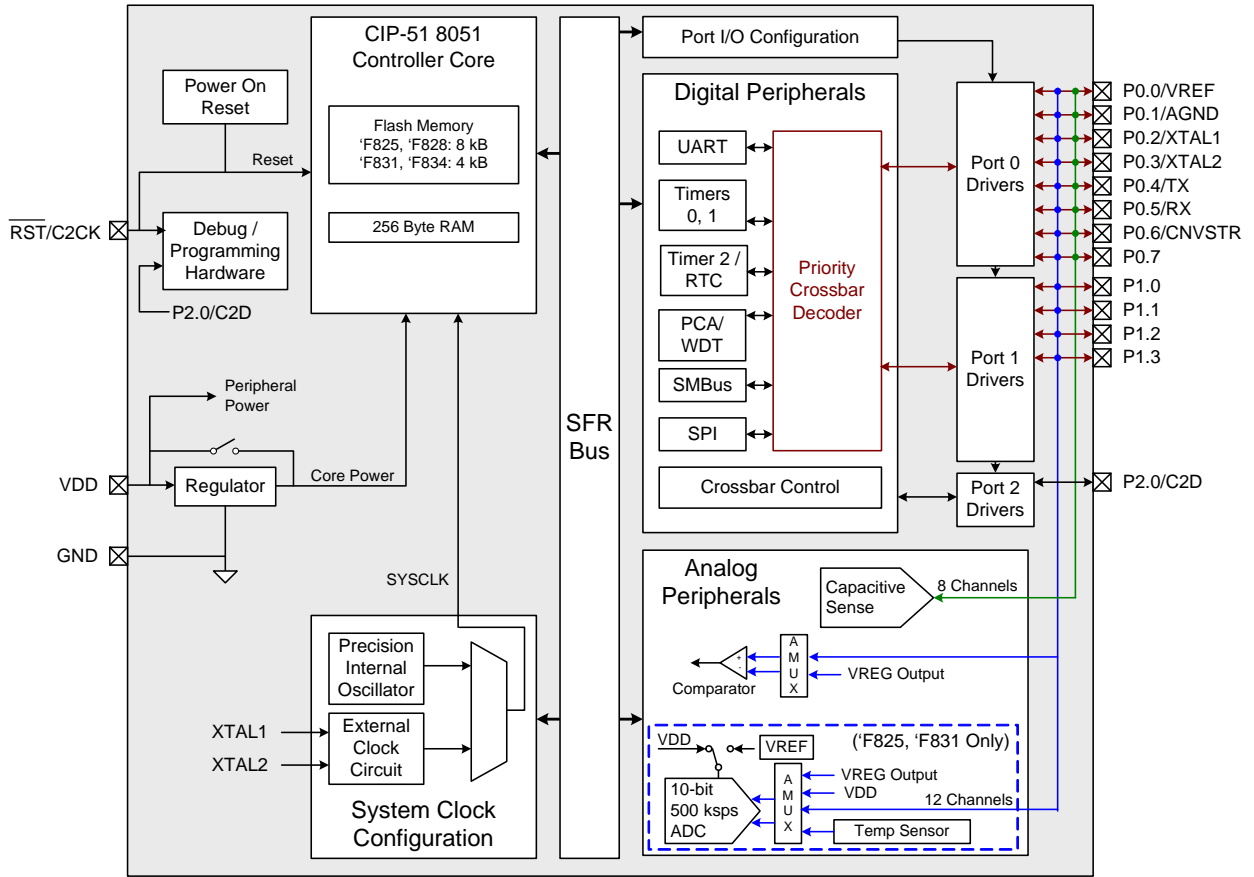 CIP-51 8051
Controller Core
Flash Memory
‘F825, ‘F828: 8 kB
‘F831, ‘F834: 4 kB
256 Byte RAM
Power On
Reset
Reset
RST/C2CK
Debug /
Programming
Hardware
P2.0/C2D
Peripheral
Power
VDD
Regulator
Core Power
GND
SYSCLK
Precision
Internal
Oscillator
XTAL1
XTAL2
External
Clock
Circuit
System Clock
Configuration
SFR
Bus
Port I/O Configuration
Digital Peripherals
UART
Timers
0, 1
Timer 2 /
RTC
PCA/
WDT
SMBus
SPI
Priority
Crossbar
Decoder
Crossbar Control
Port 0
Drivers
Port 1
Drivers
Port 2
Drivers
P0.0/VREF
P0.1/AGND
P0.2/XTAL1
P0.3/XTAL2
P0.4/TX
P0.5/RX
P0.6/CNVSTR
P0.7
P1.0
P1.1
P1.2
P1.3
P2.0/C2D
Analog
Peripherals
Capacitive
Sense
8 Channels
+
-
Comparator
A
M
U
X
VREG Output
(‘F825, ‘F831 Only)
VDD
VREF
10-bit
500 ksps
ADC
A
M
U
X
VREG Output
VDD
12 Channels
Temp Sensor